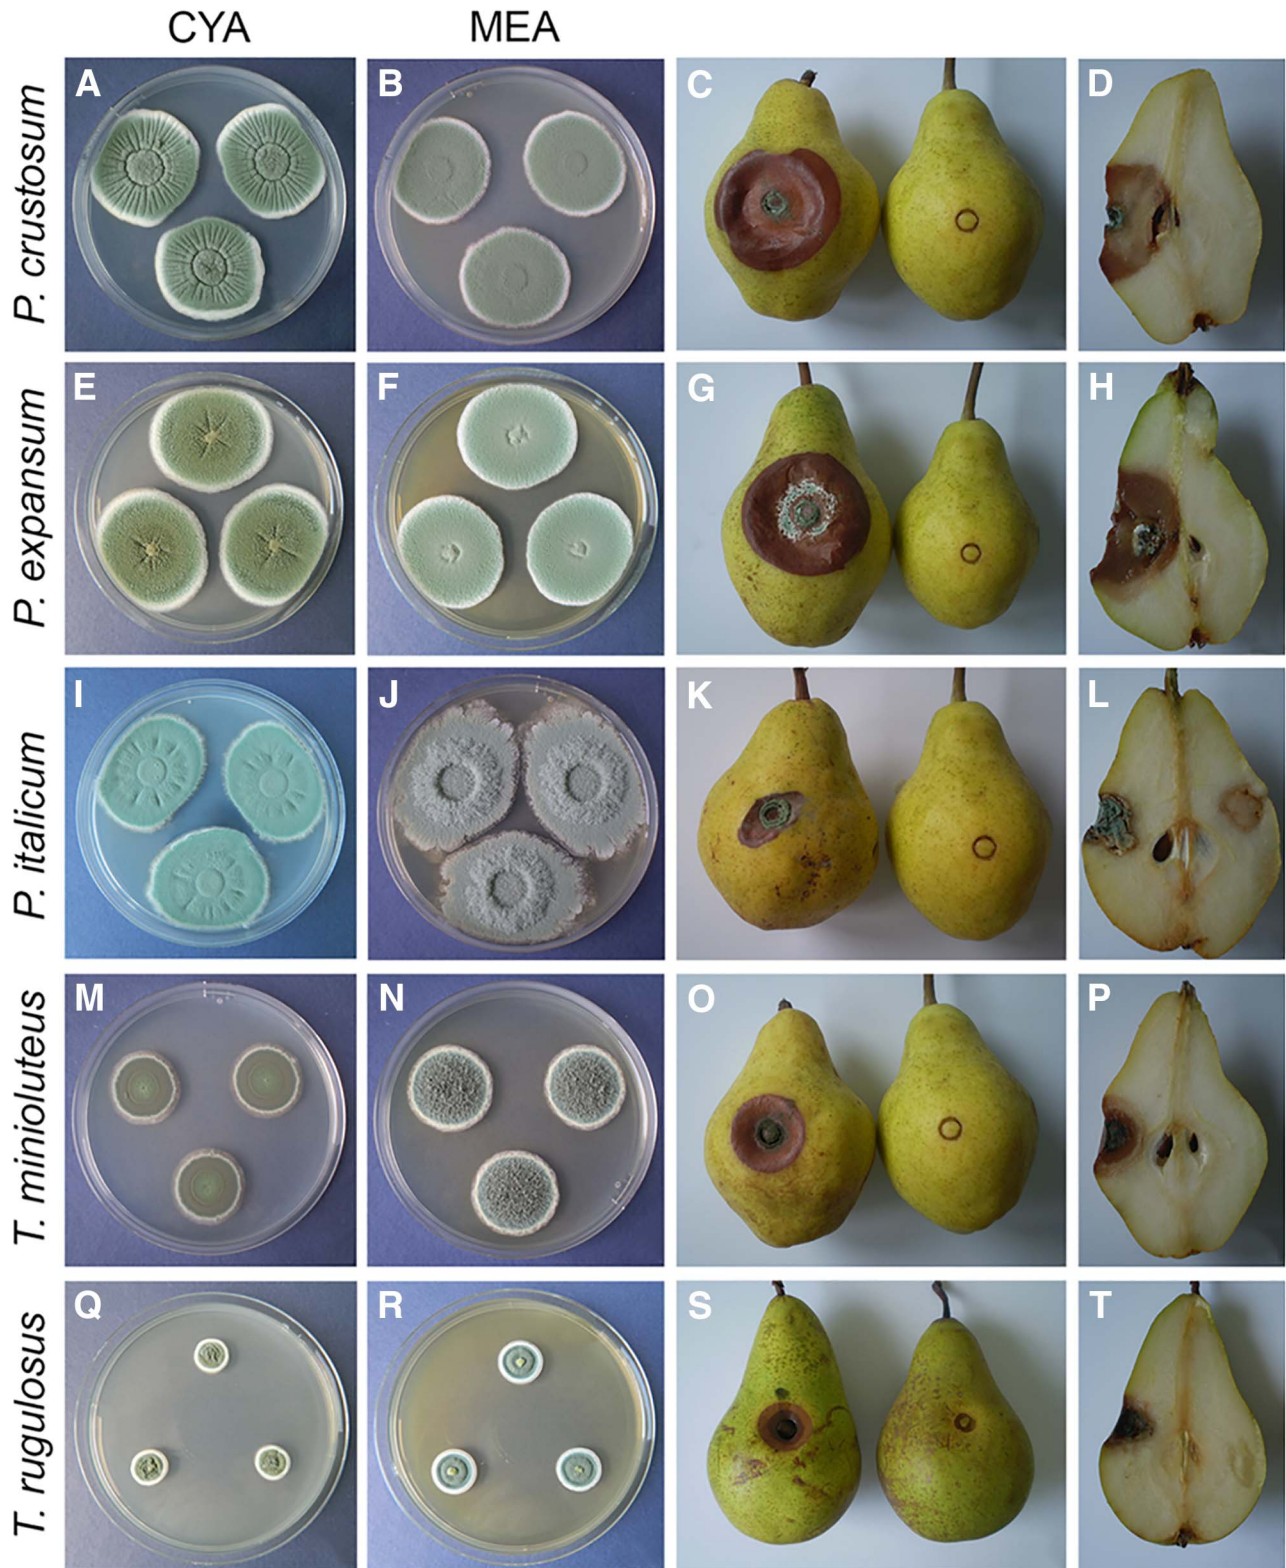 CYA MEA
P. crustosum
A B C D
P. expansum
E F G H
P. italicum
I J K L
T. minioluteus
M N O P
T. rugulosus
Q R S T